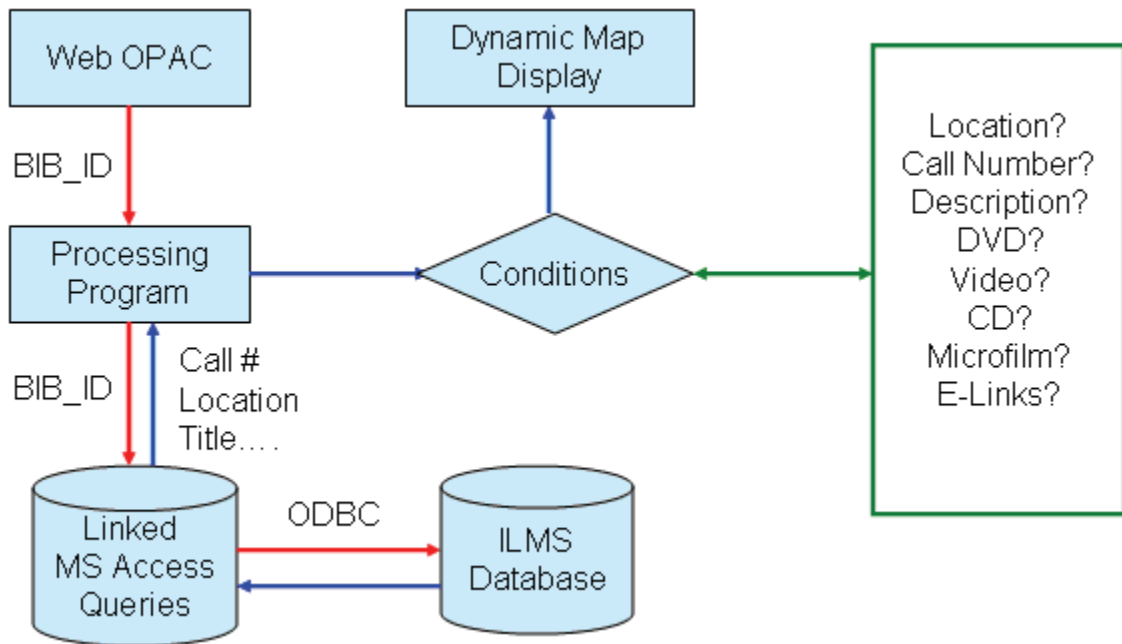 Web OPAC
Dynamic Map
Display
BIB_ID
Processing
Program
Conditions
Location?
Call Number?
Description?
DVD?
Video?
CD?
Microfilm?
E-Links?
BIB_ID
Call #
Location
Title....
Linked
MS Access
Queries
ODBC
ILMS
Database